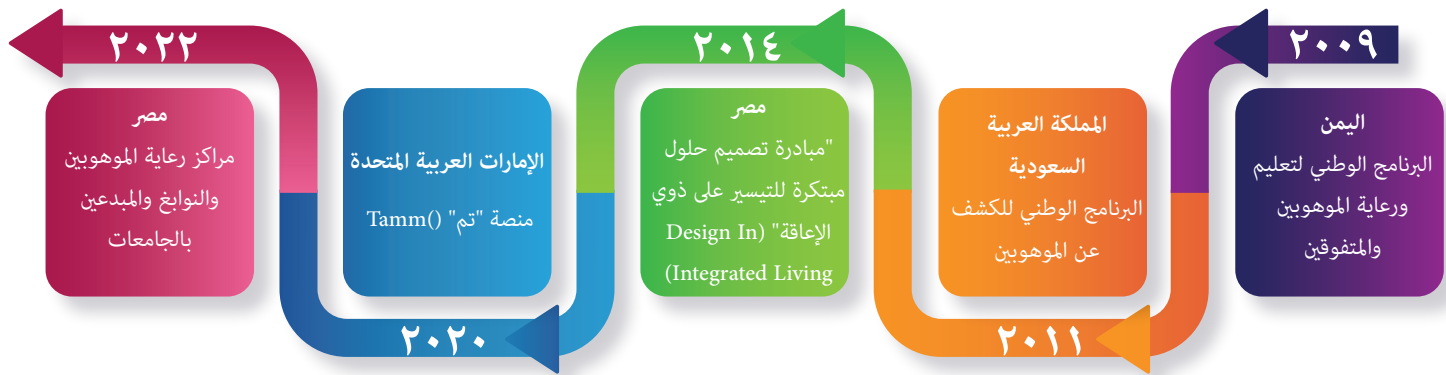 ٢٠٠٩
اليمن
البرنامج الوطني لتعليم
ورعاية الموهوبين
والمتفوقين
٢٠١١
المملكة العربية
السعودية
البرنامج الوطني للكشف
عن الموهوبين
٢٠١٤
مصر
"مبادرة تصميم حلول
مبتكرة للتيسير على ذوي
الإعاقة" (Design In
Integrated Living)
٢٠٢٠
الإمارات العربية المتحدة
منصة "تم" ()Tamm
٢٠٢٢
مصر
مراكز رعاية الموهوبين
والنوابغ والمبدعين
بالجامعات